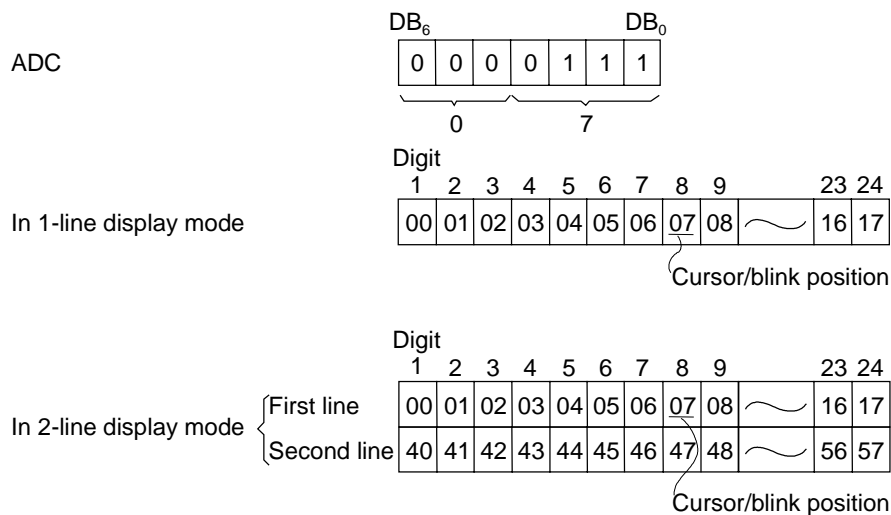 DB6 DB0
ADC 0 0 0 0 1 1 1
0 7
Digit
1 2 3 4 5 6 7 8 9 23 24
In 1-line display mode 00 01 02 03 04 05 06 07 08 16 17
Cursor/blink position
Digit
1 2 3 4 5 6 7 8 9 23 24
In 2-line display mode
First line 00 01 02 03 04 05 06 07 08 16 17
Second line 40 41 42 43 44 45 46 47 48 56 57
Cursor/blink position